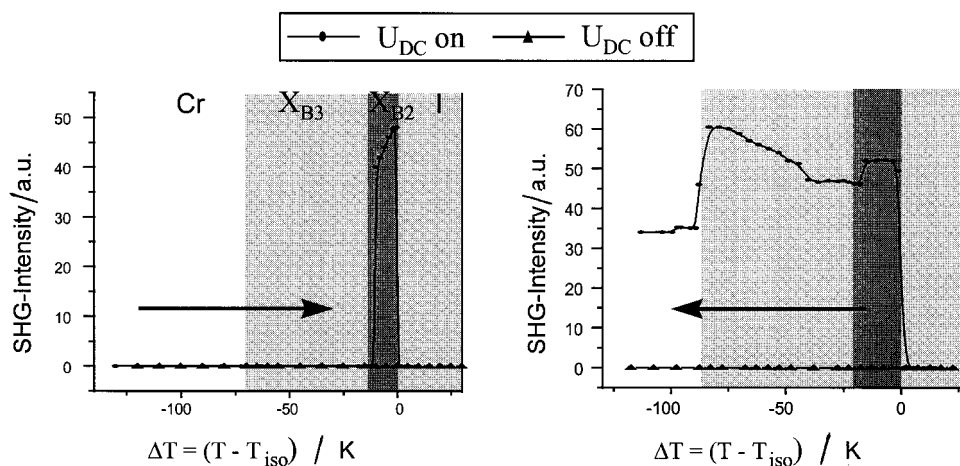 U_DC on U_DC off
Cr X_B3 X_B2 I
SHG-Intensity/a.u.
50
40
30
20
10
0
-100 -50 0
ΔT = (T - T_iso) / K
SHG-Intensity/a.u.
70
60
50
40
30
20
10
0
-100 -50 0
ΔT = (T - T_iso) / K